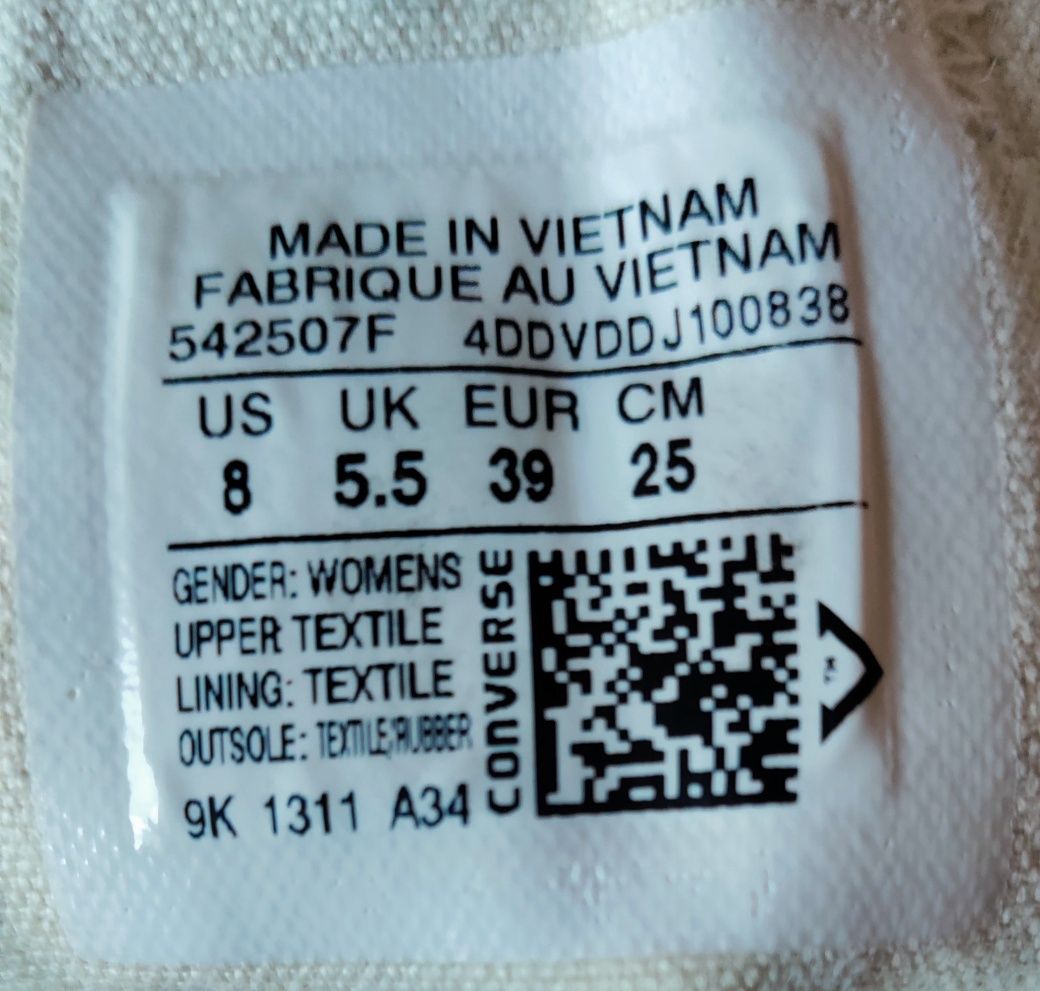 MADE IN VIETNAM
FABRIQUE AU VIETNAM
542507F 4DDVDDJ100838
US UK EUR CM
8 5.5 39 25
GENDER: WOMENS
UPPER TEXTILE
LINING: TEXTILE
OUTSOLE: TEXTILE/RUBBER
9K 1311 A34
CONVERSE